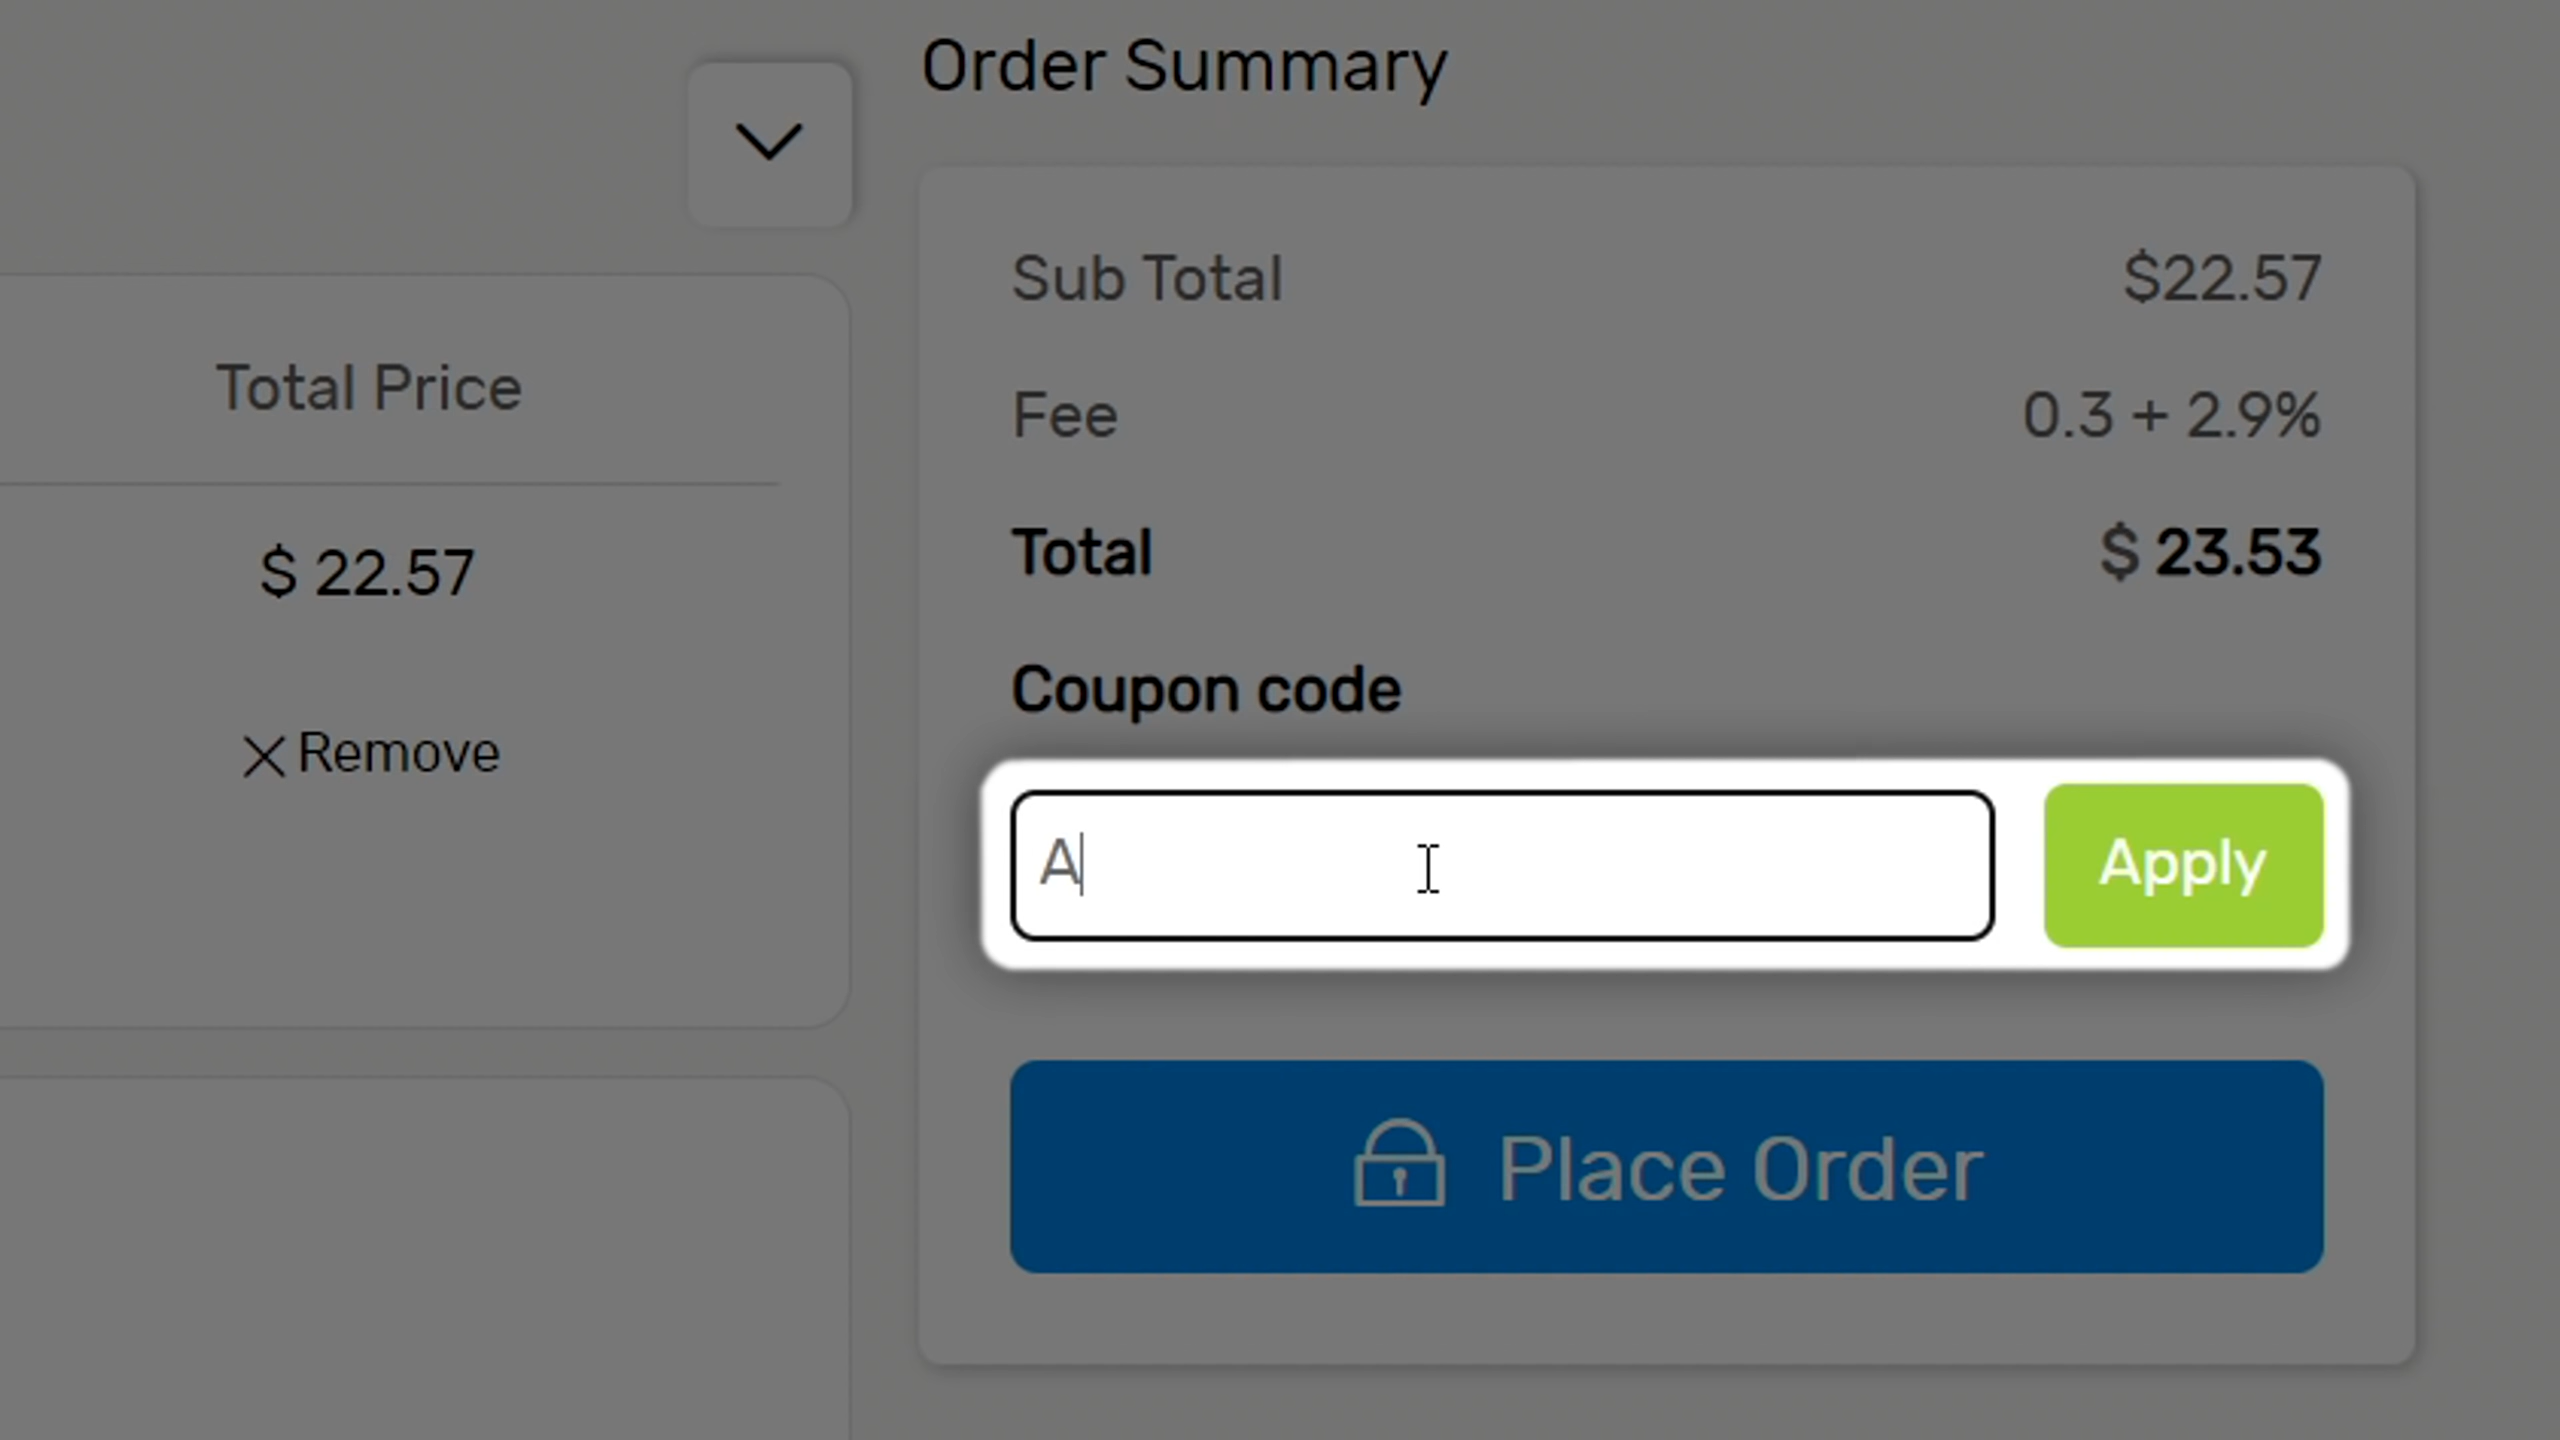 Order Summary
Sub Total $22.57
Fee 0.3 + 2.9%
Total $ 23.53
Coupon code
A
Apply
Place Order
Total Price
$ 22.57
Remove